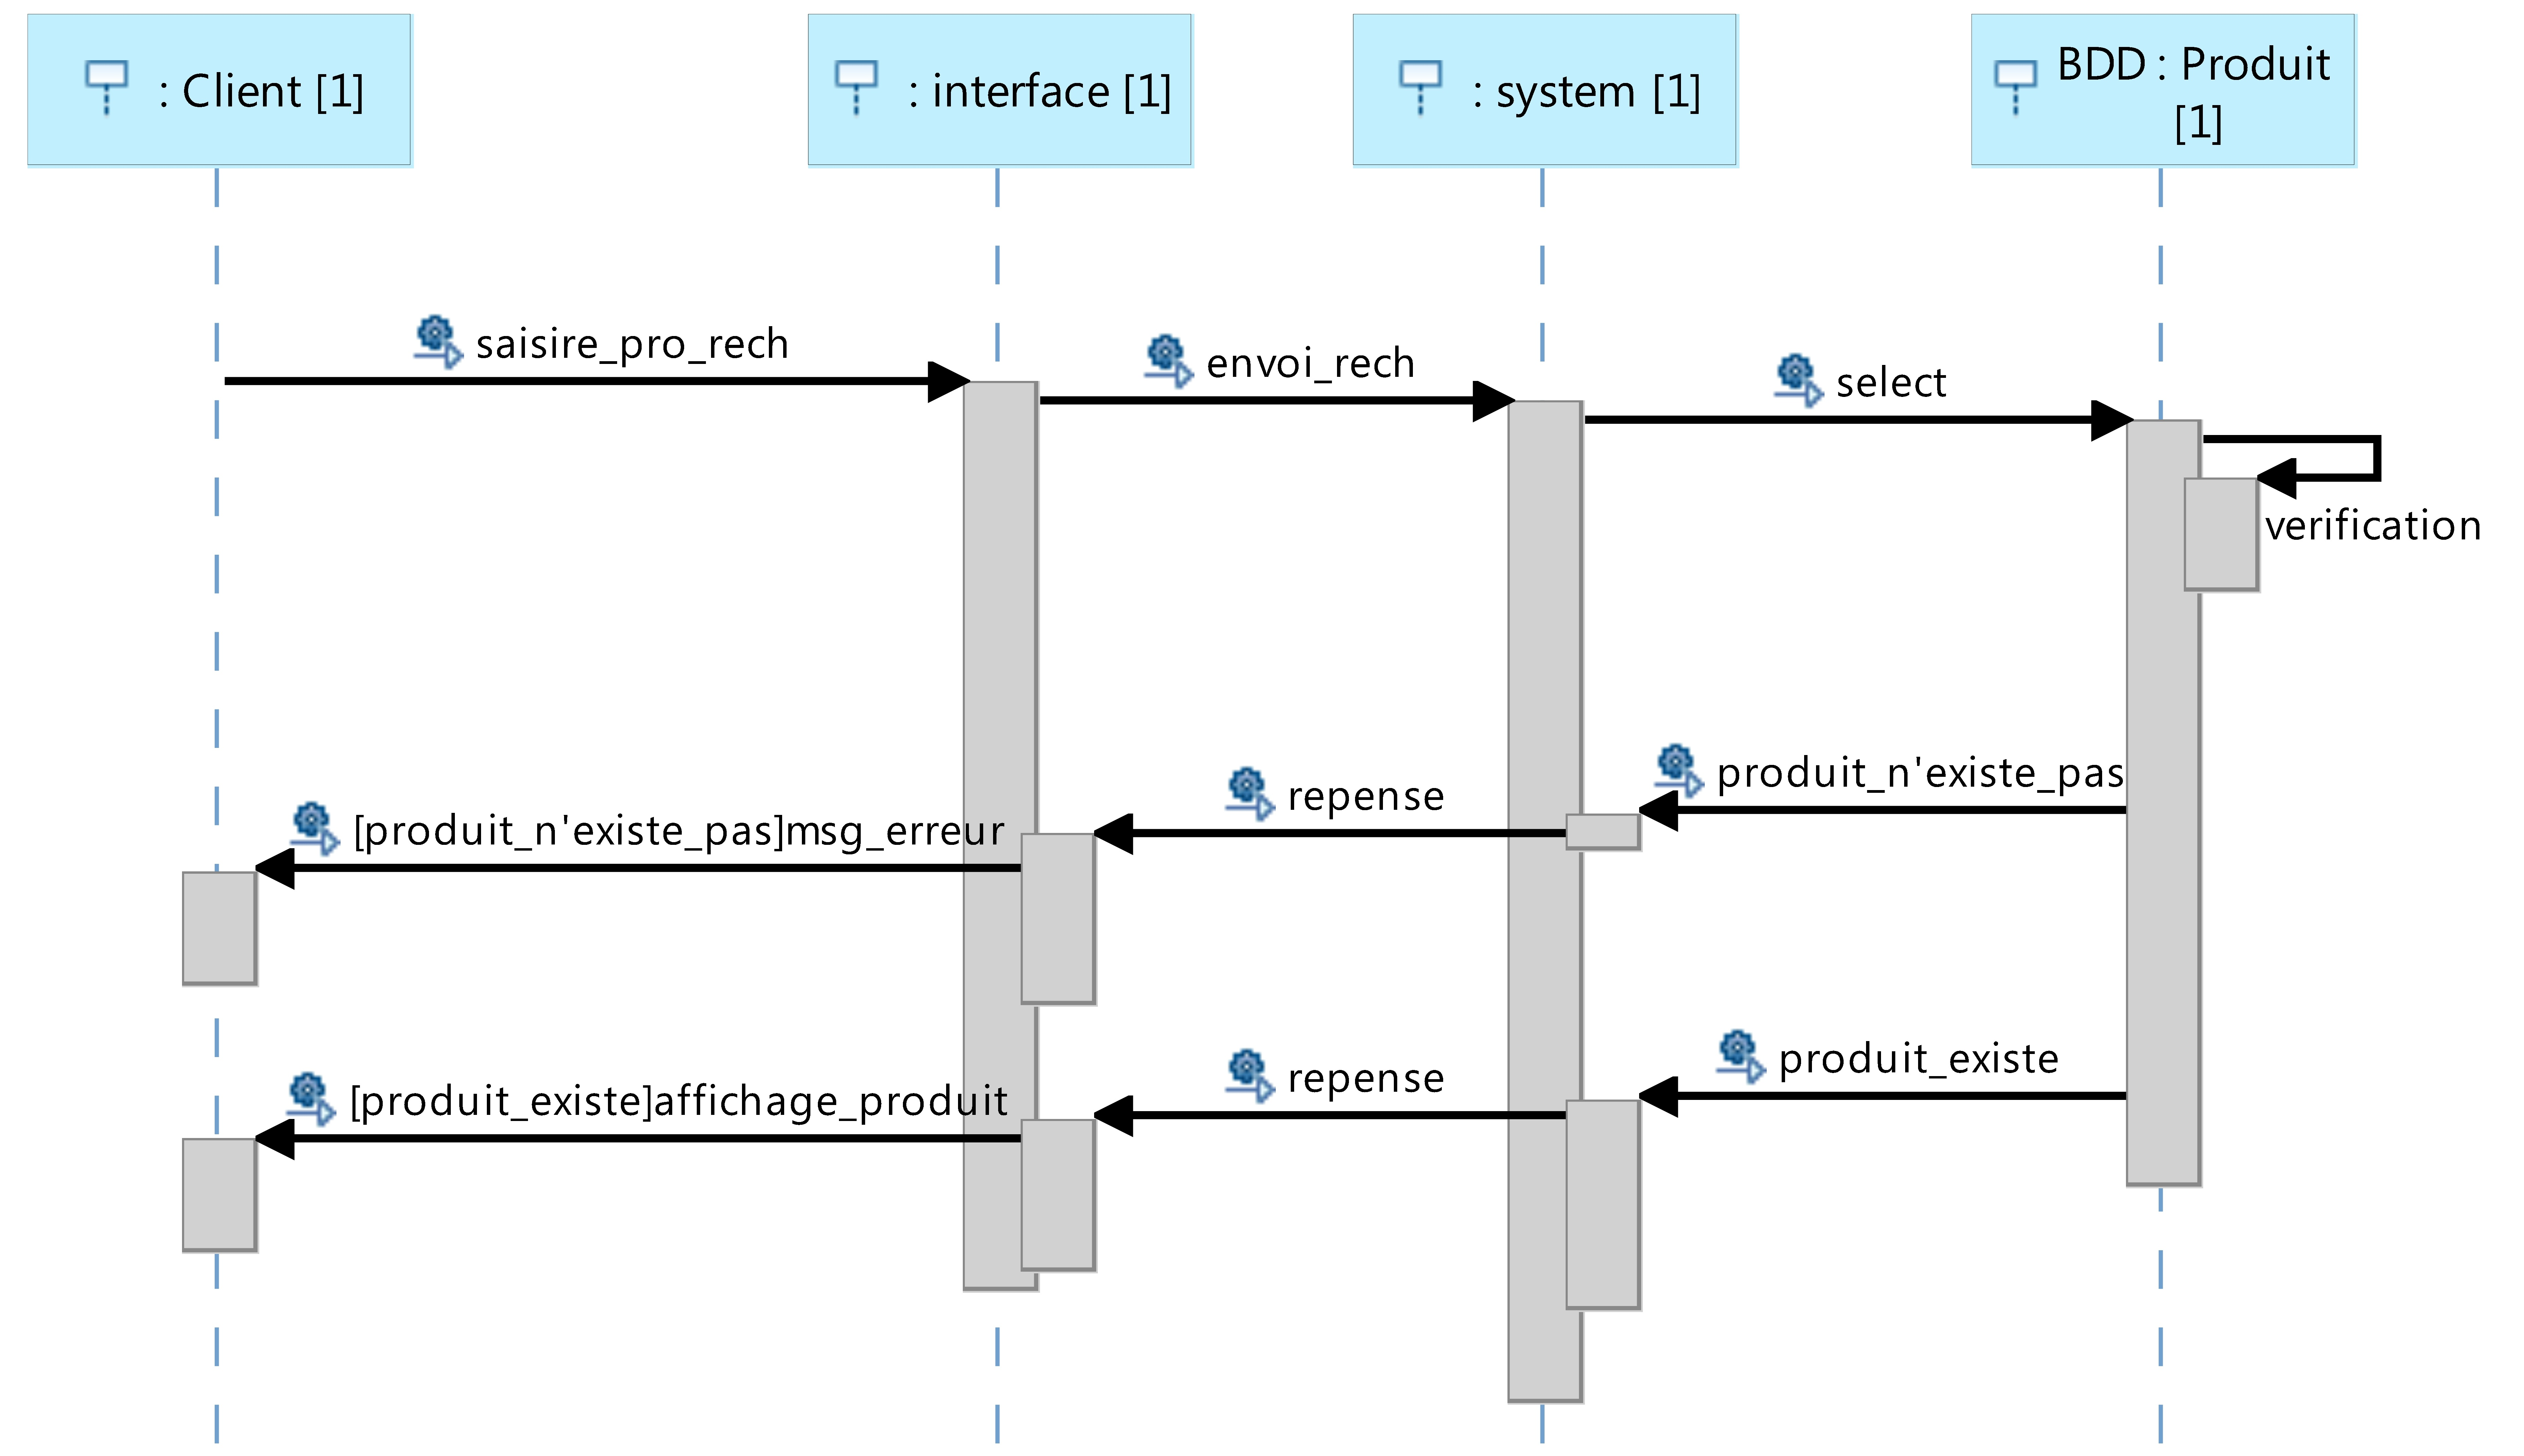 : Client [1]
: interface [1]
: system [1]
BDD : Produit
[1]
saisire_pro_rech
envoi_rech
select
verification
produit_n'existe_pas
repense
[produit_n'existe_pas]msg_erreur
produit_existe
repense
[produit_existe]affichage_produit